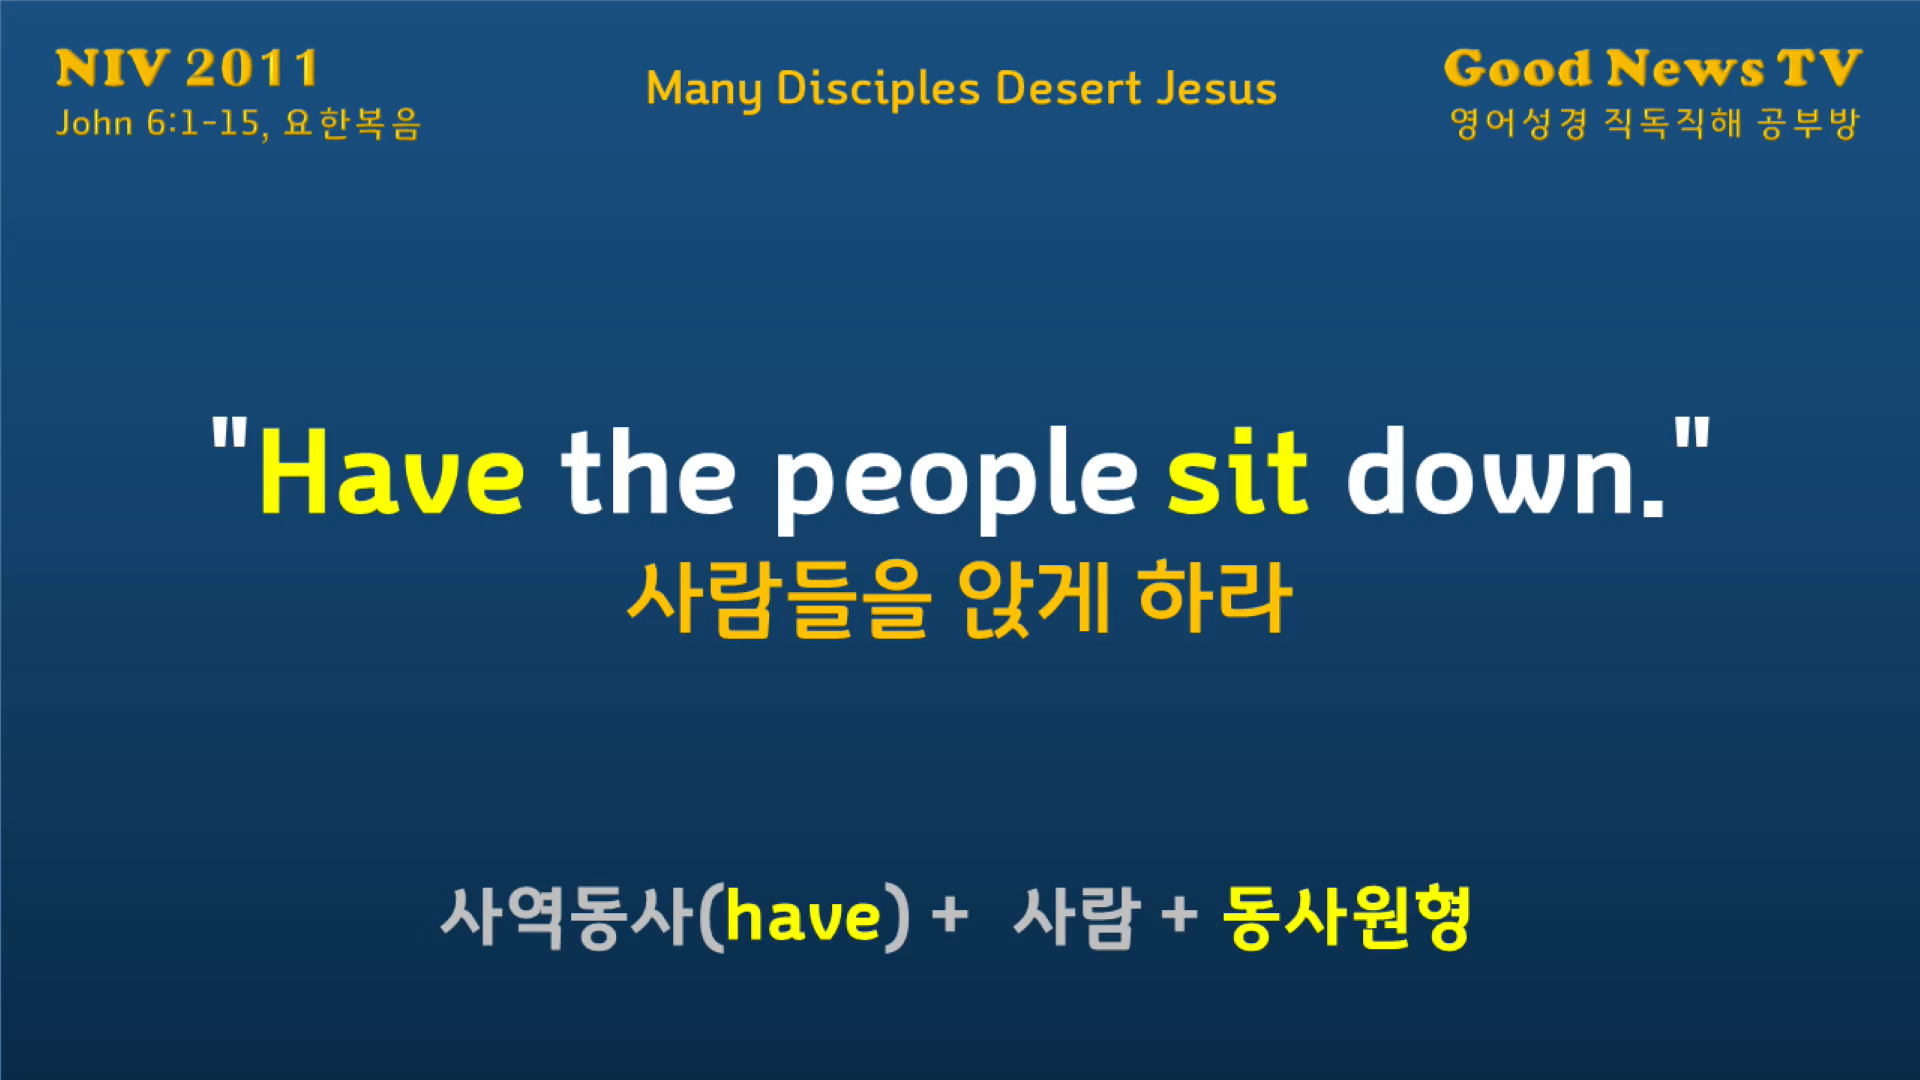 NIV 2011
John 6:1-15, 요한복음
Many Disciples Desert Jesus
Good News TV
영어성경 직독직해 공부방
"Have the people sit down."
사람들을 앉게 하라
사역동사(have) + 사람 + 동사원형